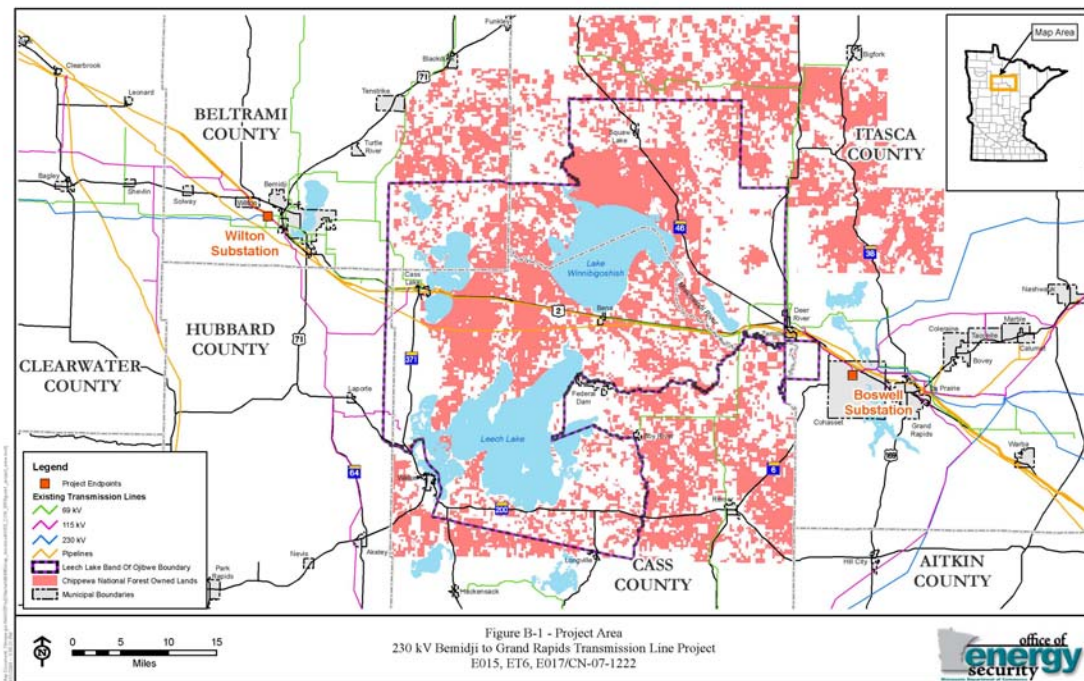 Funkley
Map Area
Clearbrook
71
Blackduck
Bigfork
Leonard
Tenstrike
BELTRAMI
COUNTY
Squaw
Lake
ITASCA
COUNTY
Turtle
River
Bagley
Shevlin
Solway
Wilton
Bemidji
Wilton
Substation
46
38
Lake
Winnibigoshish
Nashwauk
Cass
Lake
2
Bena
Deer
River
Marble
Coleraine
Taconite
Calumet
Bovey
HUBBARD
COUNTY
71
371
CLEARWATER
COUNTY
Laporte
Federal
Dam
La Prairie
Boswell
Substation
Cohasset
Grand
Rapids
Leech Lake
Boy River
Warba
169
64
6
Walker
200
Remer
Legend
Project Endpoints
Existing Transmission Lines
69 kV
115 kV
230 kV
Pipelines
Leech Lake Band Of Ojibwe Boundary
Chippewa National Forest Owned Lands
Municipal Boundaries
Park
Rapids
Nevis
Akeley
Longville
Hackensack
CASS
COUNTY
Hill City
AITKIN
COUNTY
N
0 5 10 15
Miles
Figure B-1 - Project Area
230 kV Bemidji to Grand Rapids Transmission Line Project
E015, ET6, E017/CN-07-1222
office of
energy
security
Minnesota Department of Commerce